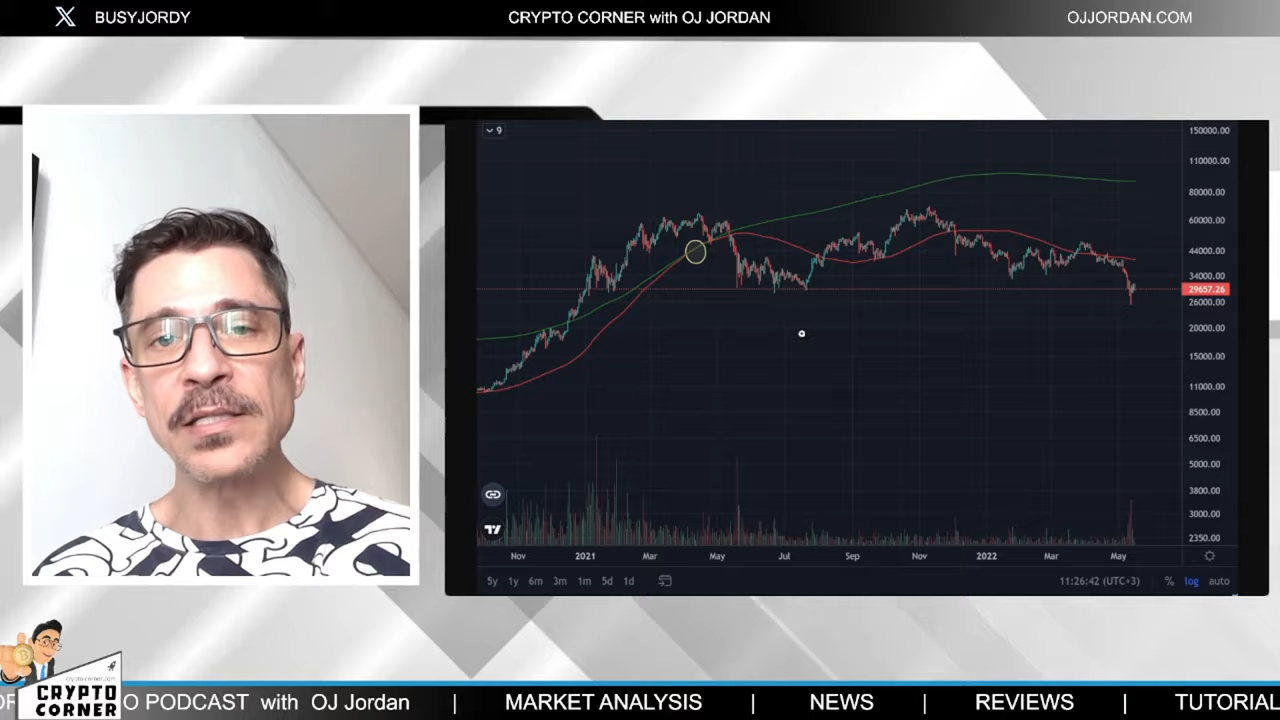 X BUSYJORDY
CRYPTO CORNER with OJ JORDAN
OJJORDAN.COM
9
150000.00
110000.00
80000.00
60000.00
44000.00
34000.00
29657.26
26000.00
20000.00
15000.00
11000.00
8500.00
6500.00
5000.00
3800.00
3000.00
2350.00
Nov 2021 Mar May Jul Sep Nov 2022 Mar May
5y 1y 6m 3m 1m 5d 1d
11:26:42 (UTC+3) % log auto
CRYPTO
CORNER
O PODCAST with OJ Jordan | MARKET ANALYSIS | NEWS | REVIEWS | TUTORIAL